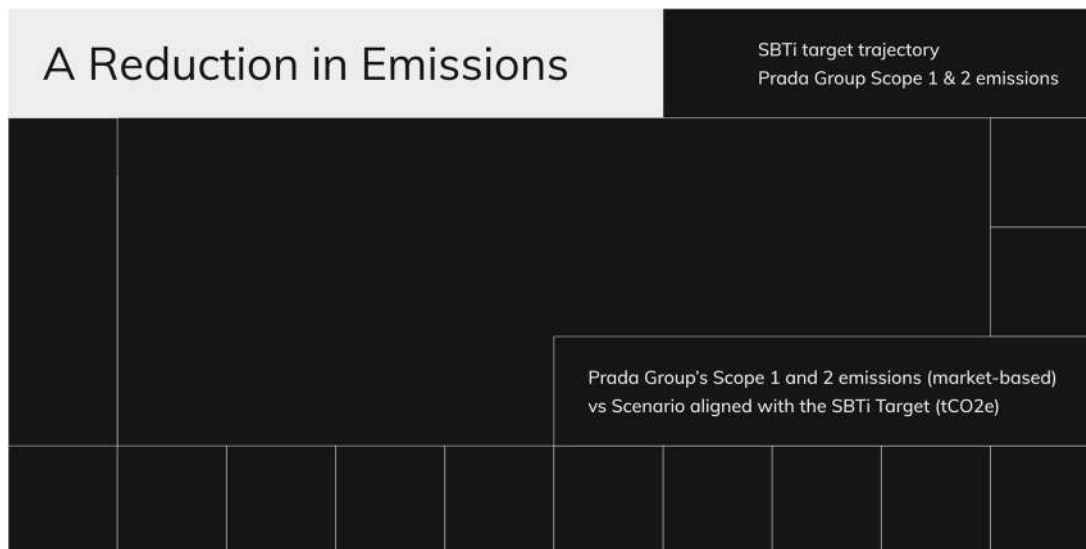 A Reduction in Emissions
SBTi target trajectory
Prada Group Scope 1 & 2 emissions
Prada Group’s Scope 1 and 2 emissions (market-based)
vs Scenario aligned with the SBTi Target (tCO2e)